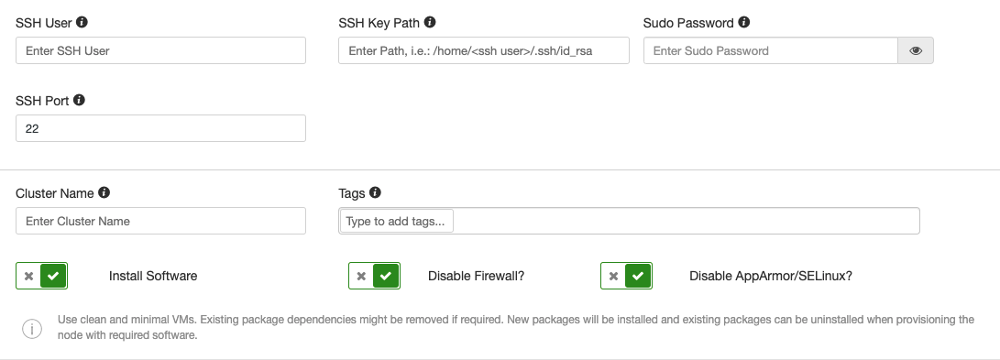 SSH User
SSH Key Path
Sudo Password
Enter SSH User
Enter Path, i.e.: /home/<ssh user>/.ssh/id_rsa
Enter Sudo Password
SSH Port
22
Cluster Name
Tags
Enter Cluster Name
Type to add tags...
Install Software
Disable Firewall?
Disable AppArmor/SELinux?
Use clean and minimal VMs. Existing package dependencies might be removed if required. New packages will be installed and existing packages can be uninstalled when provisioning the
node with required software.